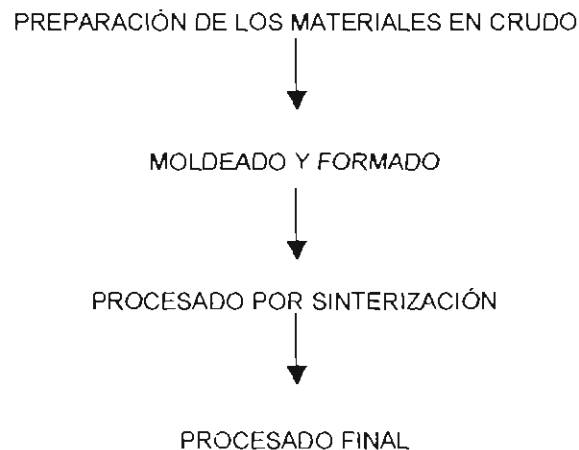 PREPARACIÓN DE LOS MATERIALES EN CRUDO
MOLDEADO Y FORMADO
PROCESADO POR SINTERIZACIÓN
PROCESADO FINAL